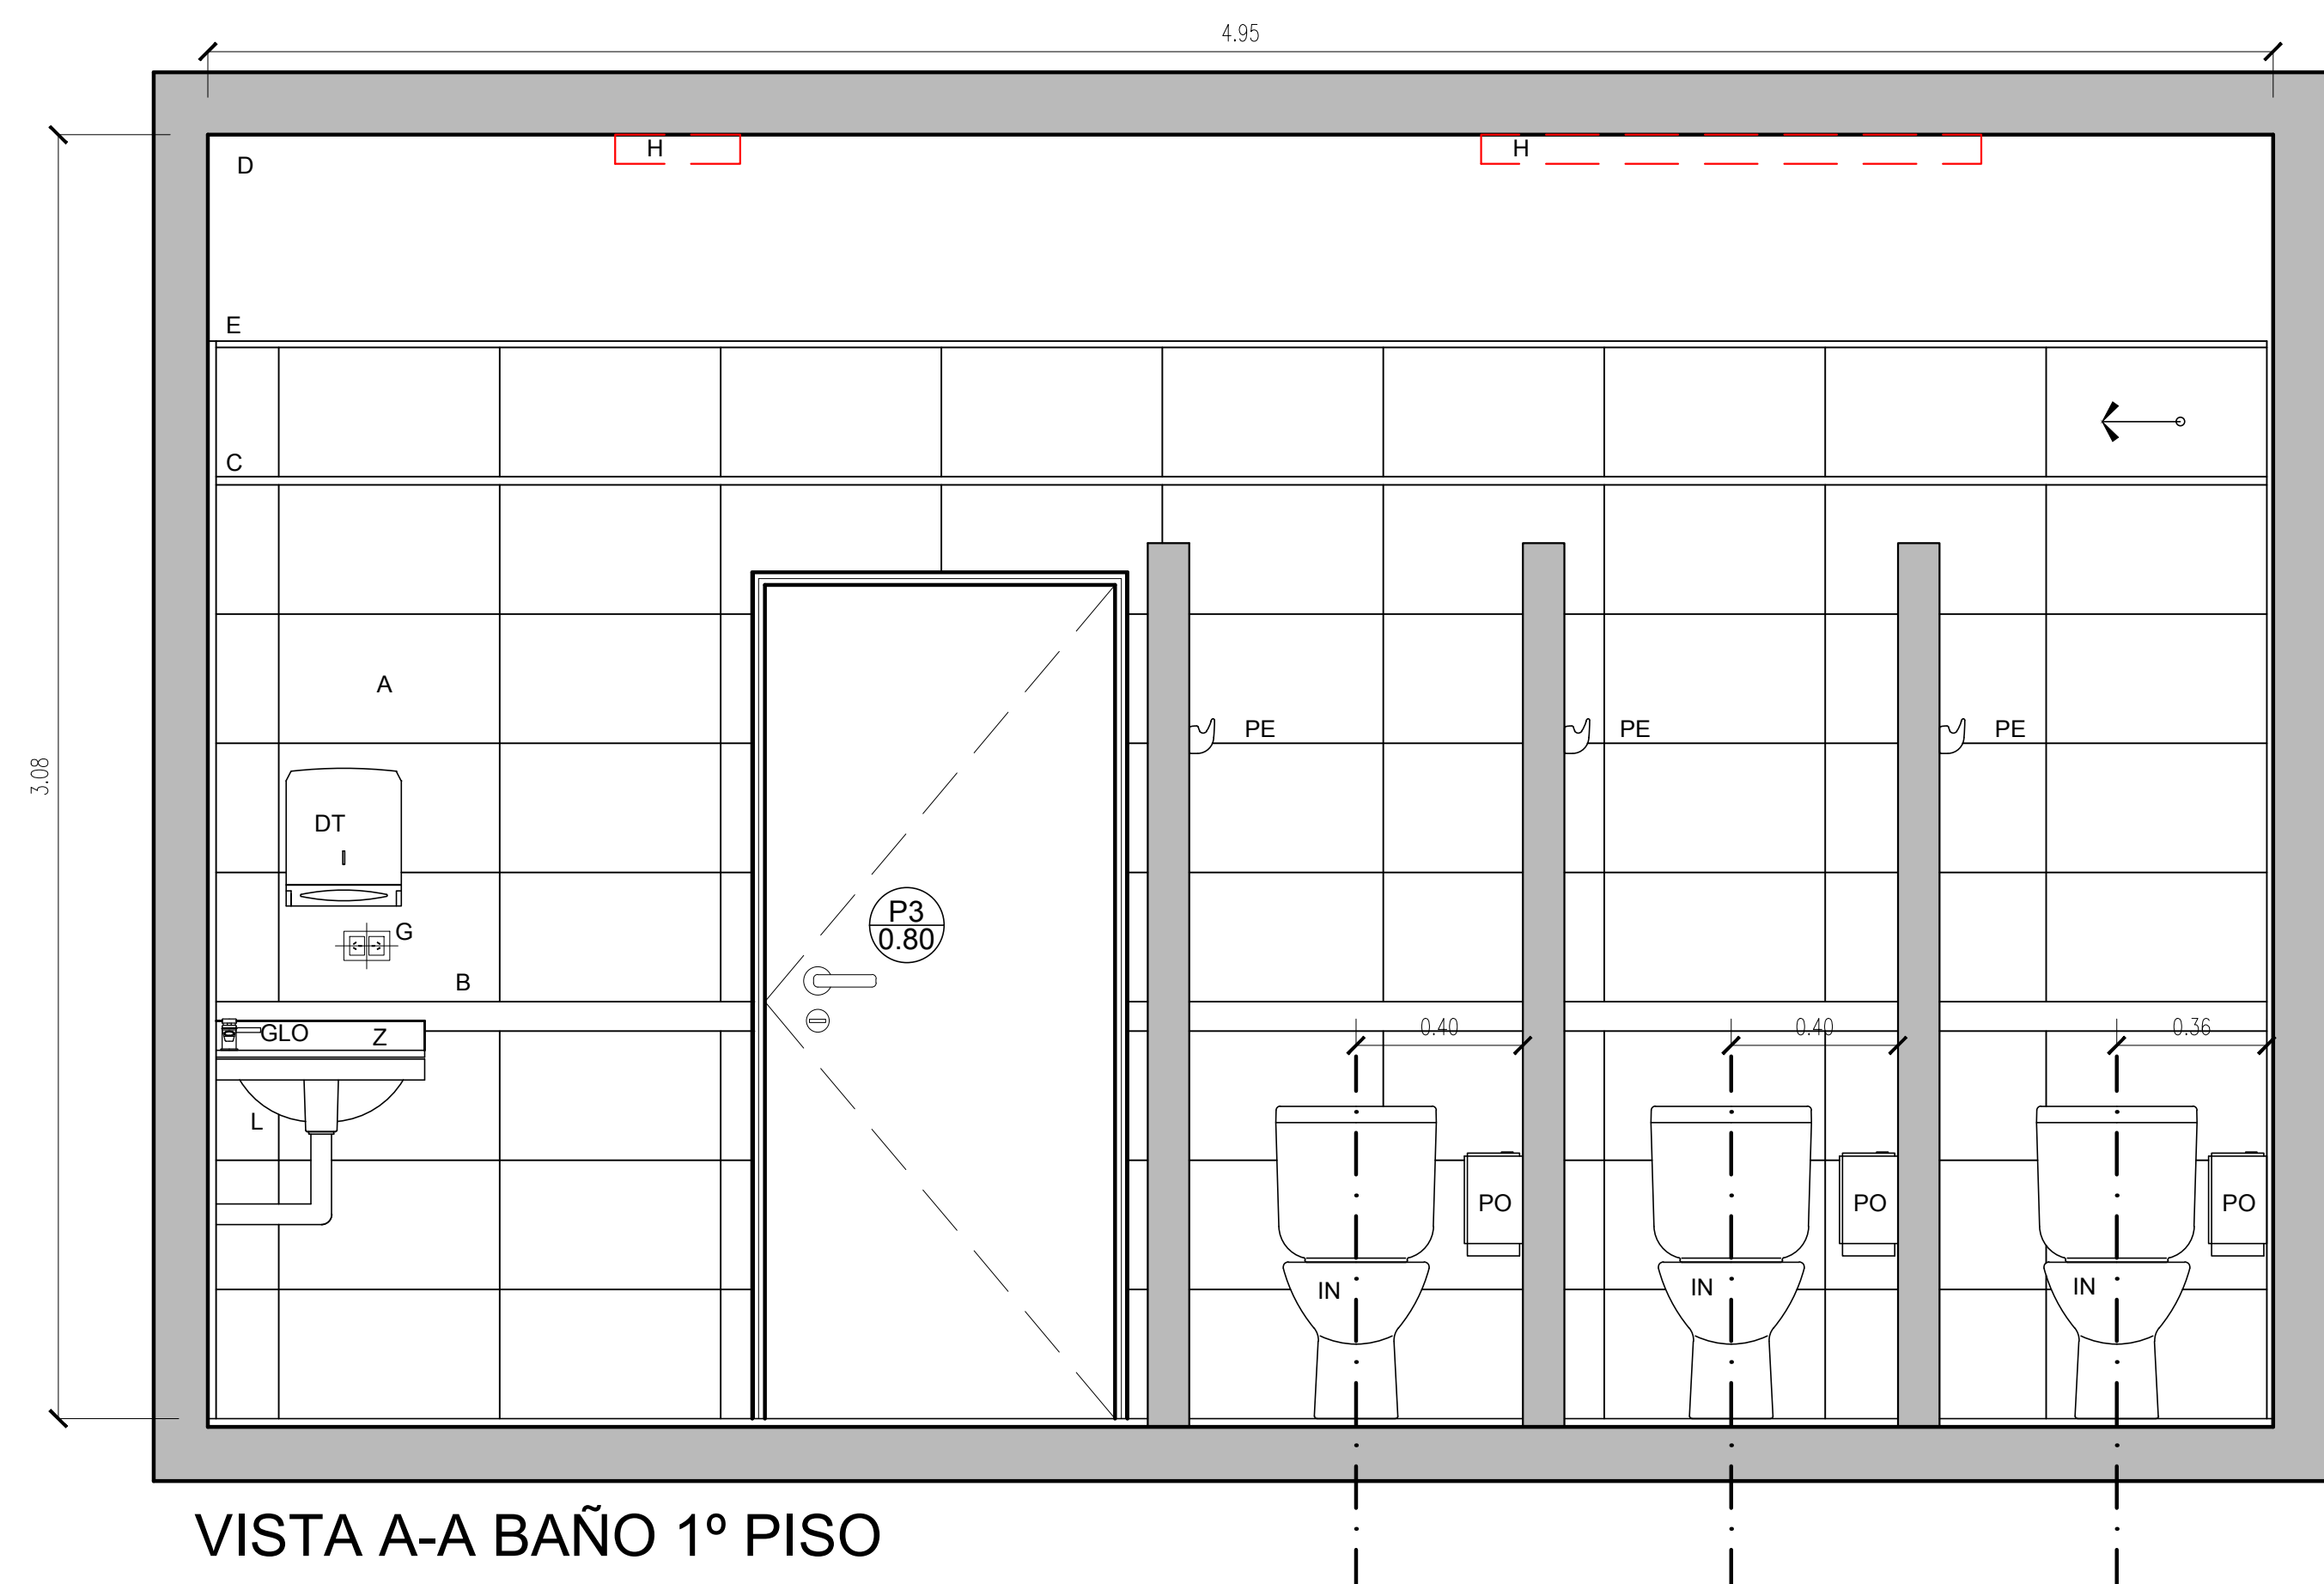 4.95
H
H
D
E
C
A
PE
PE
PE
3.08
DT
P3
0.80
G
B
GLO
Z
0.40
0.40
0.36
L
PO
PO
PO
IN
IN
IN
VISTA A-A BAÑO 1º PISO